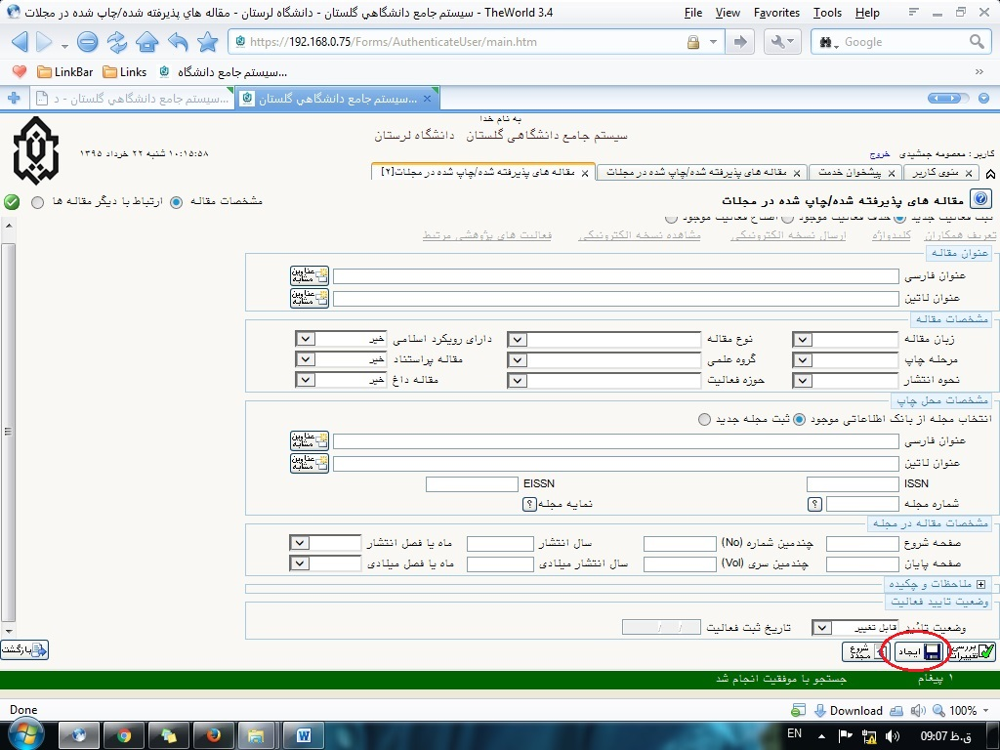 سیستم جامع دانشگاهي گلستان - دانشگاه لرستان - مقاله هاي پذیرفته شده/چاپ شده در مجلات - TheWorld 3.4
File View Favorites Tools Help
https://192.168.0.75/Forms/AuthenticateUser/main.htm
Google
LinkBar Links سیستم جامع دانشگاه...
سیستم جامع دانشگاهي گلستان - د...
سیستم جامع دانشگاهي گلستان...
به نام خدا
سیستم جامع دانشگاهی گلستان دانشگاه لرستان
کاربر : معصومه جمشیدی خروج
۱۰:۱۵:۵۸ شنبه ۲۲ خرداد ۱۳۹۵
منوی کاربر
پیشخوان خدمت
مقاله های پذیرفته شده/چاپ شده در مجلات
مقاله های پذیرفته شده/چاپ شده در مجلات[۲]
مقاله های پذیرفته شده/چاپ شده در مجلات
مشخصات مقاله ارتباط با دیگر مقاله ها
ثبت فعالیت جدید حذف فعالیت موجود اصلاح فعالیت موجود
تعریف همکاران کلیدواژه ارسال نسخه الکترونیکی مشاهده نسخه الکترونیکی فعالیت های پژوهشی مرتبط
عنوان مقاله
عنوان فارسی عناوین مشابه
عنوان لاتین عناوین مشابه
مشخصات مقاله
زبان مقاله نوع مقاله دارای رویکرد اسلامی خیر
مرحله چاپ گروه علمی مقاله پراستناد خیر
نحوه انتشار حوزه فعالیت مقاله داغ خیر
مشخصات محل چاپ
انتخاب مجله از بانک اطلاعاتی موجود ثبت مجله جدید
عنوان فارسی عناوین مشابه
عنوان لاتین عناوین مشابه
ISSN EISSN
شماره مجله ? نمایه مجله ?
مشخصات مقاله در مجله
صفحه شروع چندمین شماره (No) سال انتشار ماه یا فصل انتشار
صفحه پایان چندمین سری (Vol) سال انتشار میلادی ماه یا فصل میلادی
ملاحظات و چکیده
وضعیت تایید فعالیت
وضعیت تائید قابل تغییر تاریخ ثبت فعالیت / /
بررسی تغییرات ایجاد شروع مجدد بازگشت
۱ پیغام جستجو با موفقیت انجام شد
Done Download 100%
EN 09:07 ق.ظ